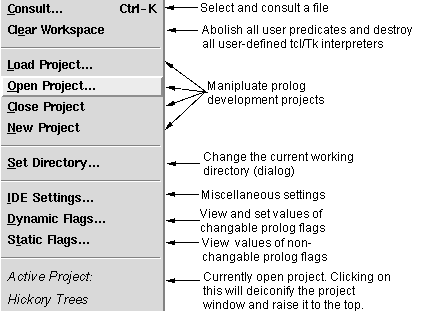 Consult... Ctrl-K
Select and consult a file
Clear Workspace
Abolish all user predicates and destroy
all user-defined tcl/Tk interpreters
Load Project...
Open Project...
Close Project
New Project
Manipluate prolog
development projects
Set Directory...
Change the current working
directory (dialog)
IDE Settings...
Miscellaneous settings
Dynamic Flags...
View and set values of
changable prolog flags
Static Flags...
View values of non-
changable prolog flags
Active Project:
Hickory Trees
Currently open project. Clicking on
this will deiconify the project
window and raise it to the top.